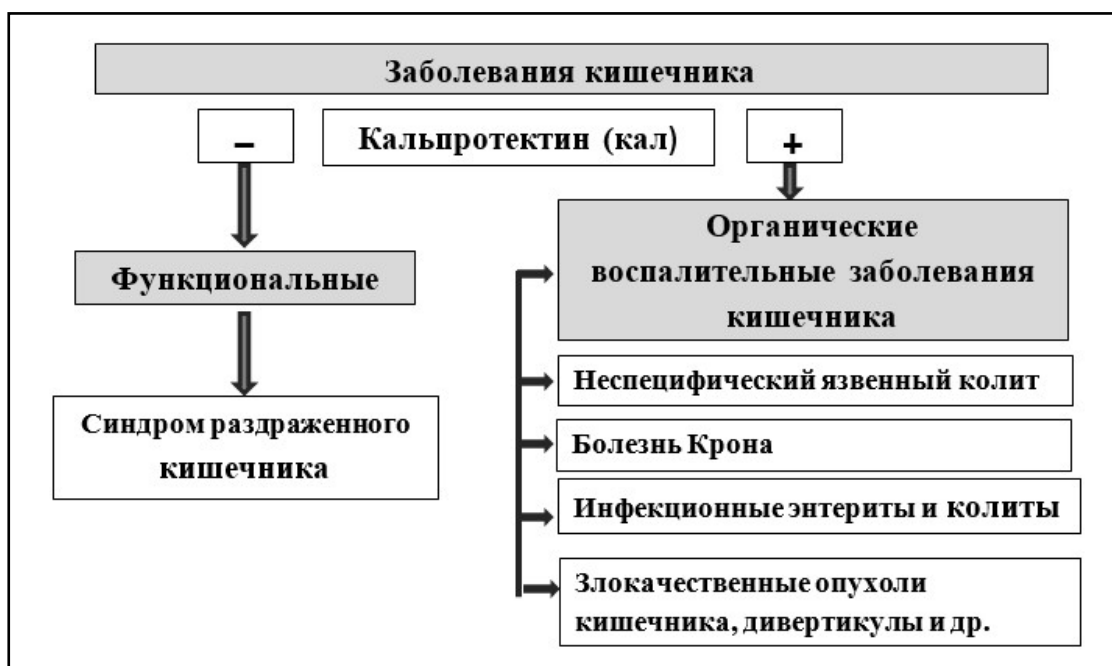 Заболевания кишечника
– Кальпротектин (кал) +
Функциональные
Синдром раздраженного
кишечника
Органические
воспалительные заболевания
кишечника
Неспецифический язвенный колит
Болезнь Крона
Инфекционные энтериты и колиты
Злокачественные опухоли
кишечника, дивертикулы и др.